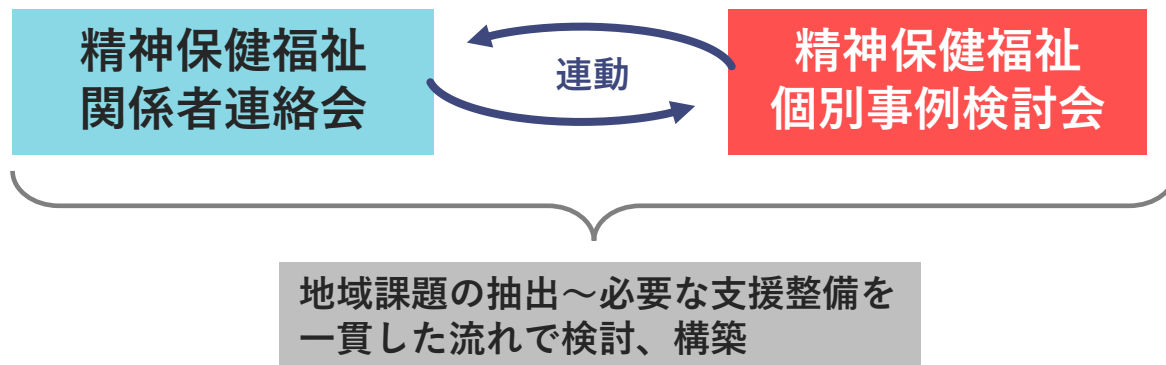 精神保健福祉
関係者連絡会
連動
精神保健福祉
個別事例検討会
地域課題の抽出～必要な支援整備を
一貫した流れで検討、構築